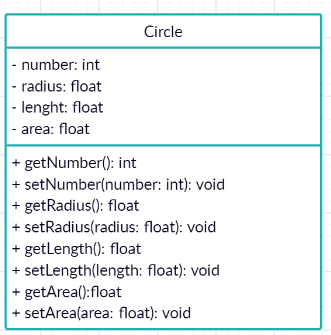 Circle
- number: int
- radius: float
- lenght: float
- area: float
+ getNumber(): int
+ setNumber(number: int): void
+ getRadius(): float
+ setRadius(radius: float): void
+ getLength(): float
+ setLength(length: float): void
+ getArea():float
+ setArea(area: float): void